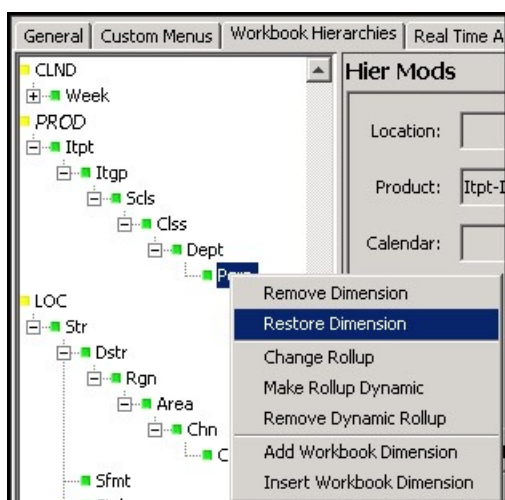 General
Custom Menus
Workbook Hierarchies
Real Time A
CLND
Week
PROD
Itpt
Itgp
Scls
Clss
Dept
LOC
Str
Dstr
Rgn
Area
Chn
C
Sfmt
Hier Mods
Location:
Product: Itpt-I
Calendar:
Remove Dimension
Restore Dimension
Change Rollup
Make Rollup Dynamic
Remove Dynamic Rollup
Add Workbook Dimension
Insert Workbook Dimension